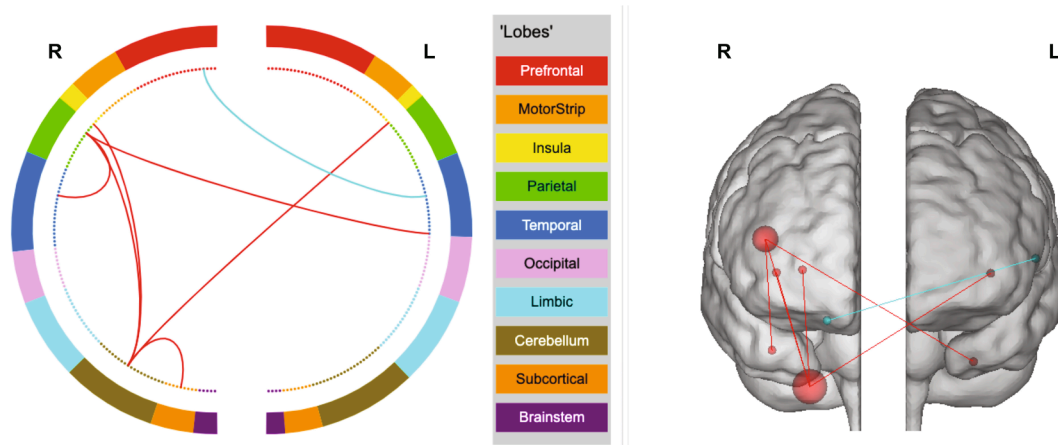 R
L
'Lobes'
Prefrontal
MotorStrip
Insula
Parietal
Temporal
Occipital
Limbic
Cerebellum
Subcortical
Brainstem
R
L